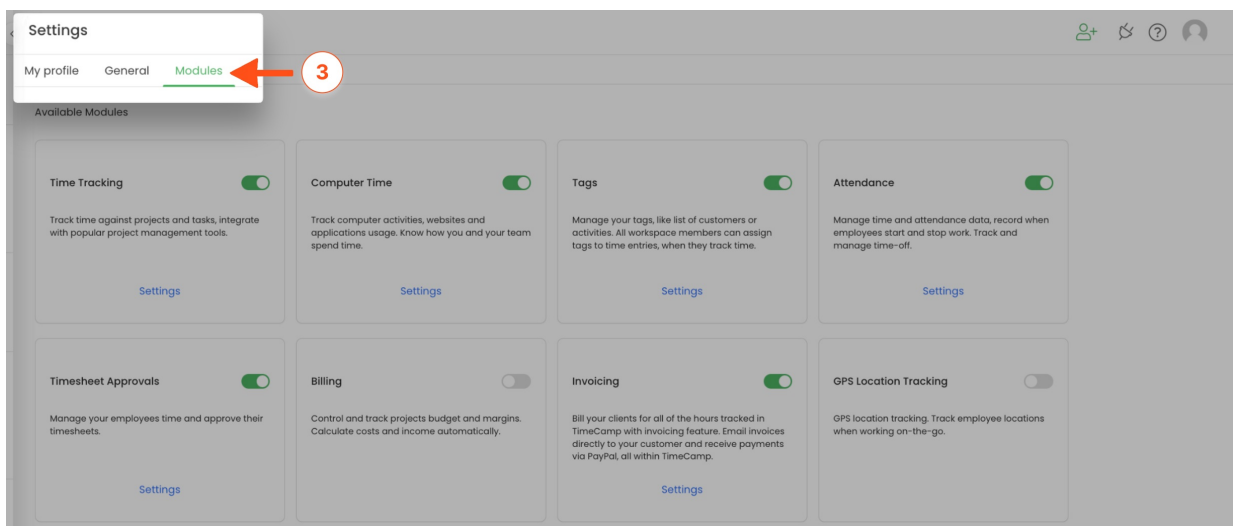 Settings
My profile General Modules
3
Available Modules
Time Tracking
Track time against projects and tasks, integrate
with popular project management tools.
Settings
Computer Time
Track computer activities, websites and
applications usage. Know how you and your team
spend time.
Settings
Tags
Manage your tags, like list of customers or
activities. All workspace members can assign
tags to time entries, when they track time.
Settings
Attendance
Manage time and attendance data, record when
employees start and stop work. Track and
manage time-off.
Settings
Timesheet Approvals
Manage your employees time and approve their
timesheets.
Settings
Billing
Control and track projects budget and margins.
Calculate costs and income automatically.
Invoicing
Bill your clients for all of the hours tracked in
TimeCamp with invoicing feature. Email invoices
directly to your customer and receive payments
via PayPal, all within TimeCamp.
Settings
GPS Location Tracking
GPS location tracking. Track employee locations
when working on-the-go.